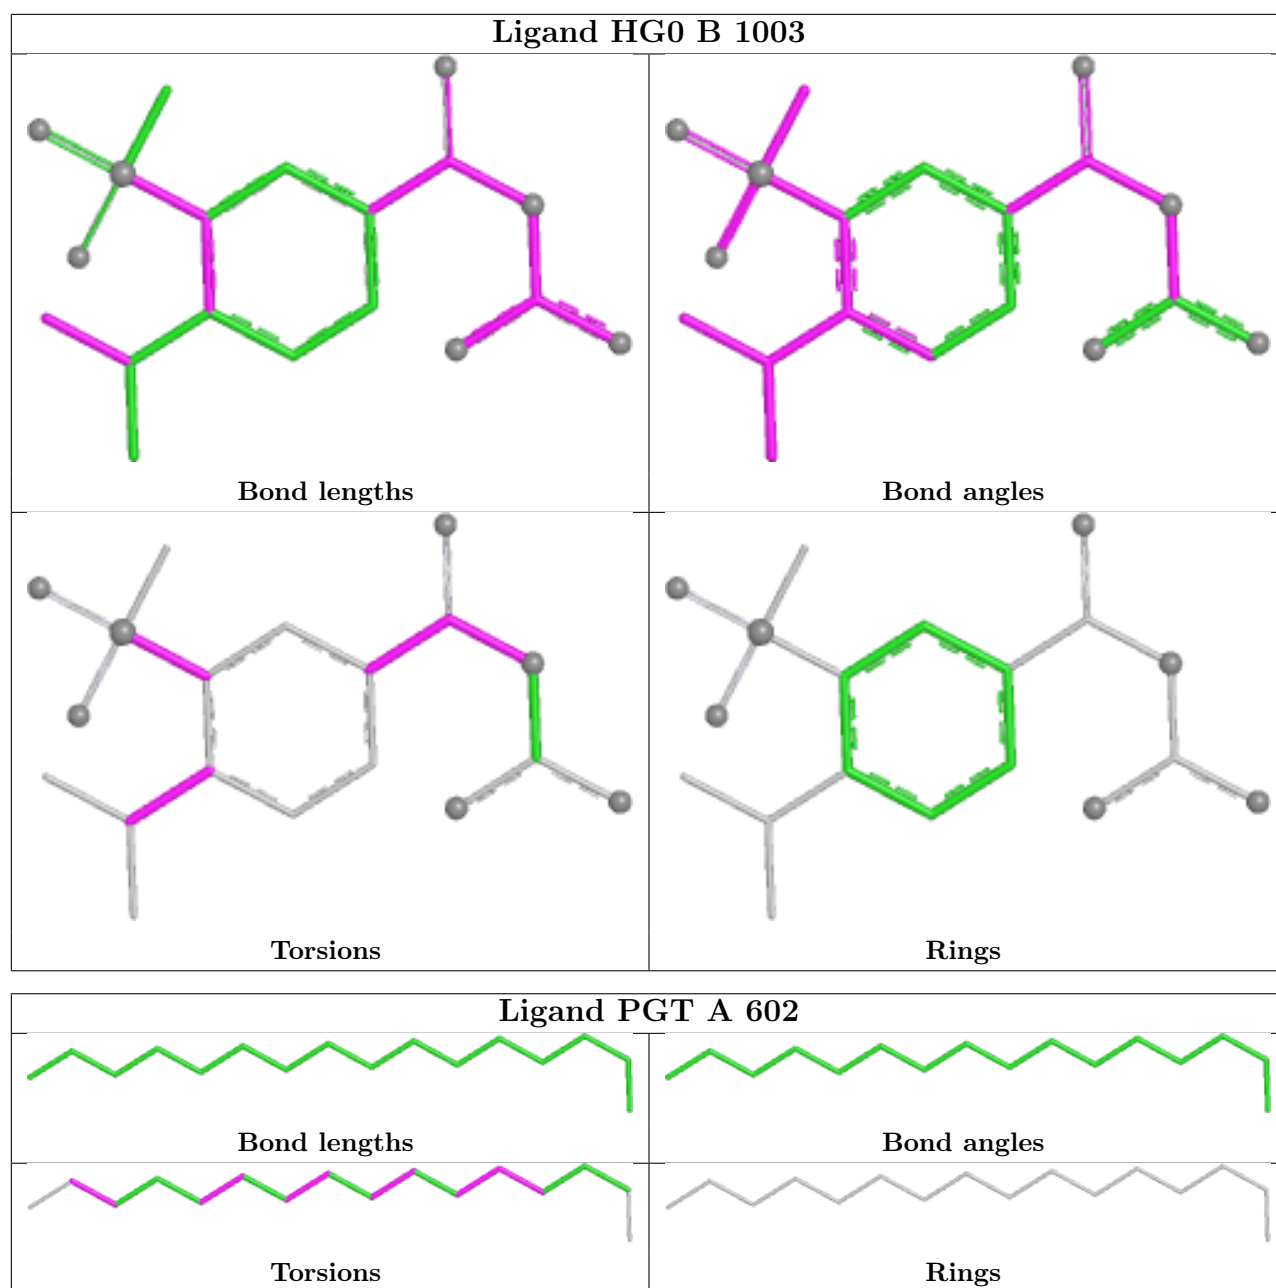 Ligand HG0 B 1003
Bond lengths
Bond angles
Torsions
Rings
Ligand PGT A 602
Bond lengths
Bond angles
Torsions
Rings